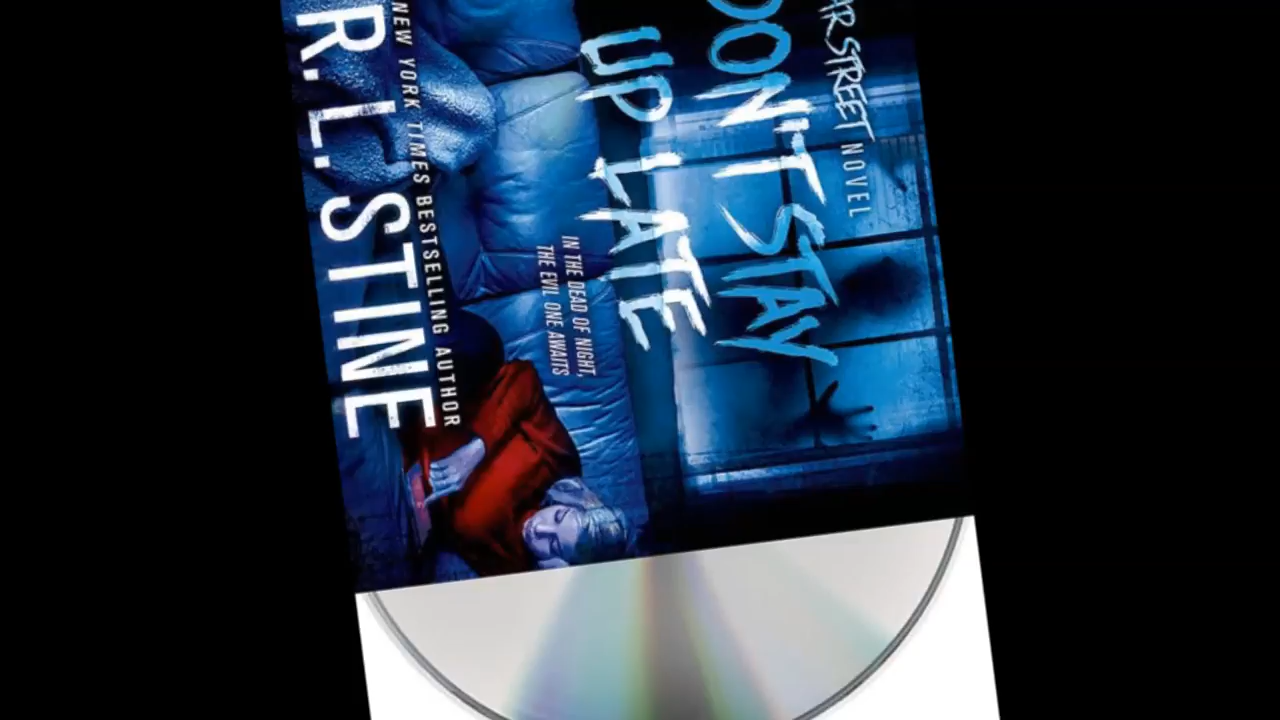 AR STREET NOVEL
DON'T STAY
UP LATE
IN THE DEAD OF NIGHT,
THE EVIL ONE AWAITS
NEW YORK TIMES BESTSELLING AUTHOR
R. L. STINE